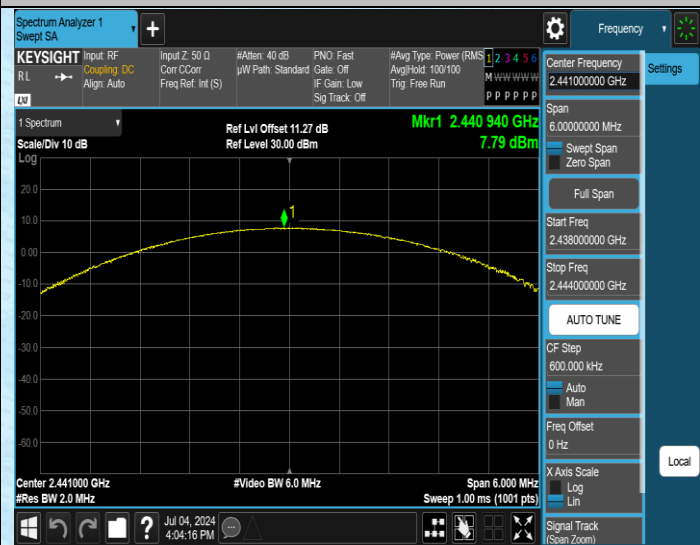 Spectrum Analyzer 1
Swept SA
+
Frequency
KEYSIGHT
RL
LXI
Input: RF
Coupling: DC
Align: Auto
Input Z: 50 Ω
Corr CCorr
Freq Ref: Int (S)
#Atten: 40 dB
µW Path: Standard
PNO: Fast
Gate: Off
IF Gain: Low
Sig Track: Off
#Avg Type: Power (RMS
Avg|Hold: 100/100
Trig: Free Run
1 2 3 4 5 6
M W W W W W
P P P P P P
1 Spectrum
Scale/Div 10 dB
Log
Ref Lvl Offset 11.27 dB
Ref Level 30.00 dBm
Mkr1 2.440 940 GHz
7.79 dBm
20.0
10.0
0.00
-10.0
-20.0
-30.0
-40.0
-50.0
-60.0
1
Center 2.441000 GHz
#Res BW 2.0 MHz
#Video BW 6.0 MHz
Span 6.000 MHz
Sweep 1.00 ms (1001 pts)
?
Jul 04, 2024
4:04:16 PM
Center Frequency
2.441000000 GHz
Span
6.00000000 MHz
Swept Span
Zero Span
Full Span
Start Freq
2.438000000 GHz
Stop Freq
2.444000000 GHz
AUTO TUNE
CF Step
600.000 kHz
Auto
Man
Freq Offset
0 Hz
X Axis Scale
Log
Lin
Signal Track
(Span Zoom)
Settings
Local